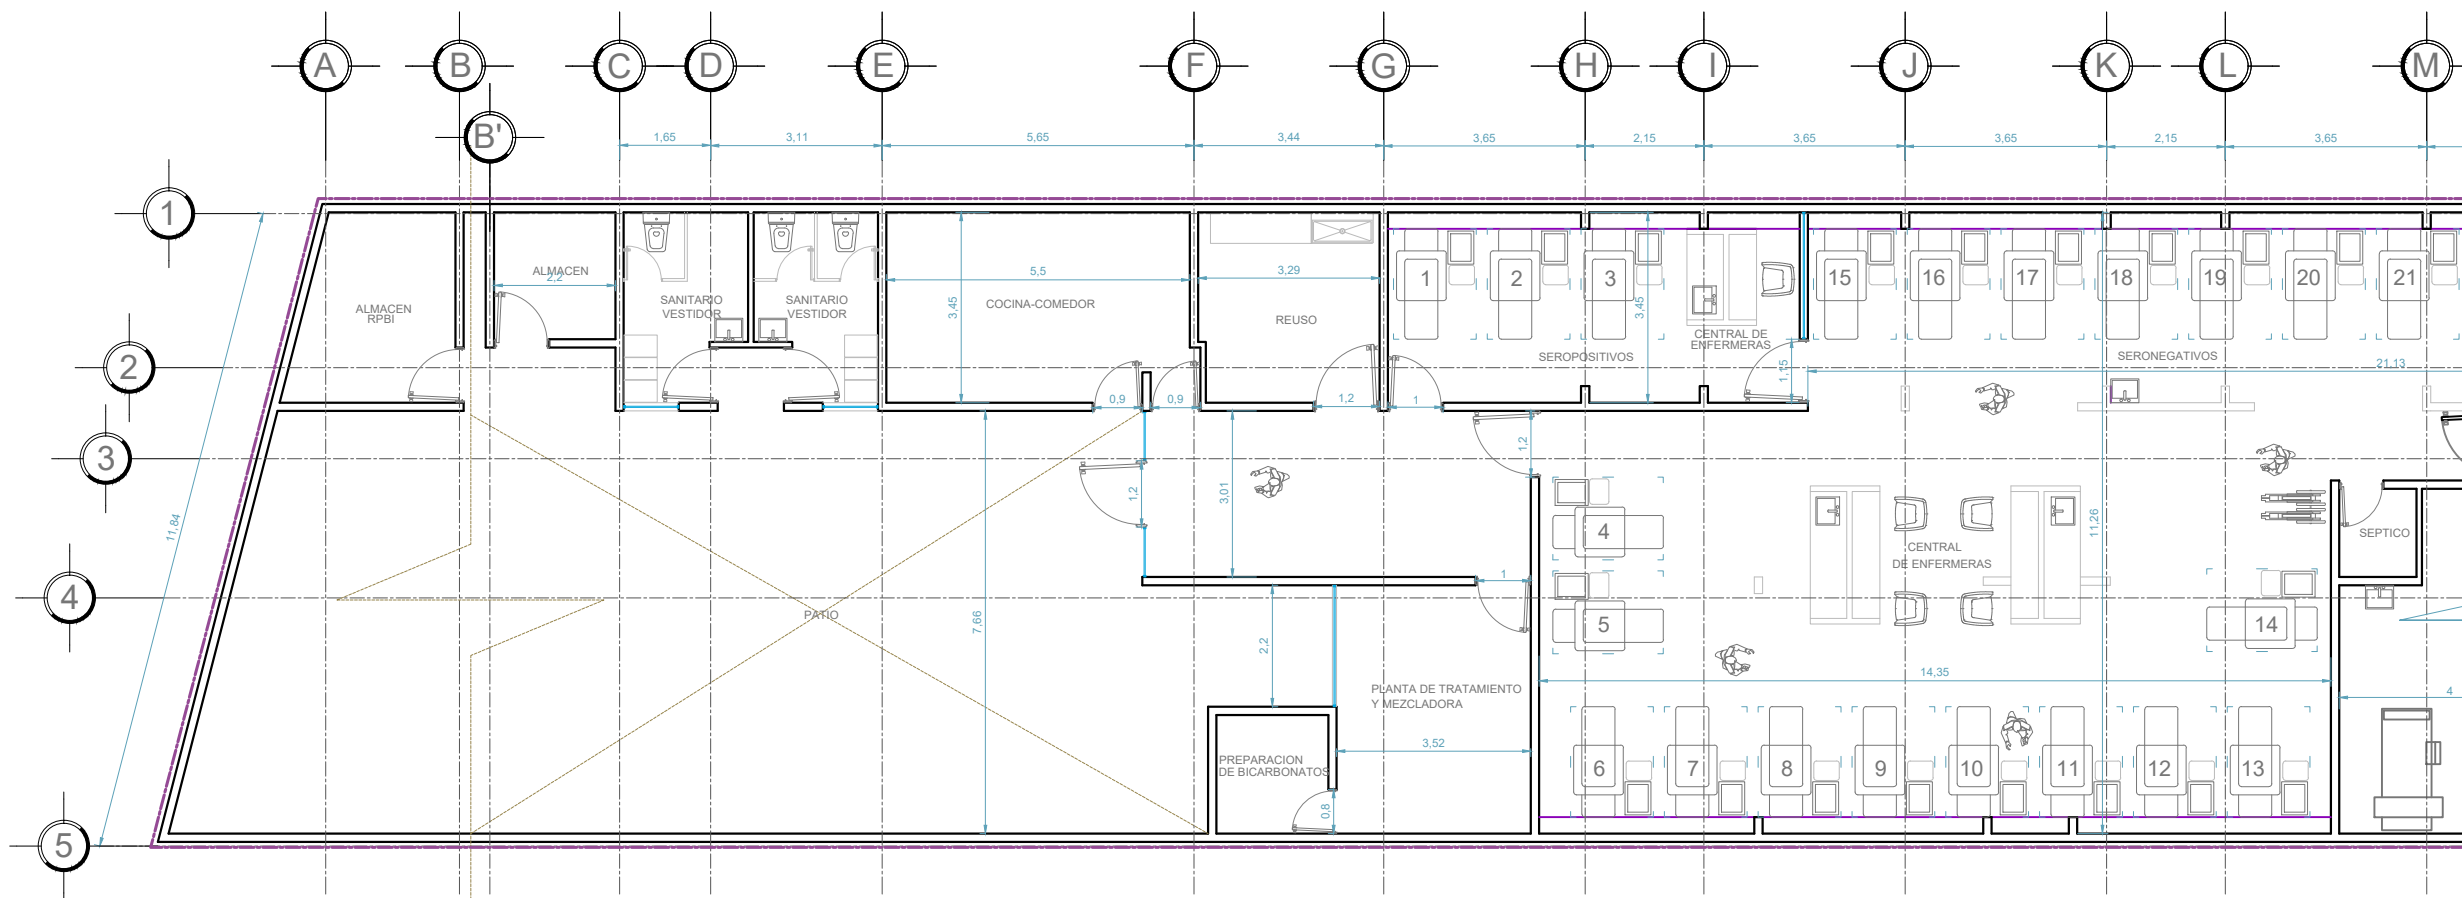 A B C D E F G H I J K L M
B'
1,65 3,11 5,65 3,44 3,65 2,15 3,65 3,65 2,15 3,65
1
2
3
4
5
11,84
ALMACEN
RPBI
ALMACEN
2,2
SANITARIO
VESTIDOR
SANITARIO
VESTIDOR
5,5
3,45
COCINA-COMEDOR
3,29
REUSO
1 2 3
3,45
CENTRAL DE
ENFERMERAS
SEROPOSITIVOS
1,15
15 16 17 18 19 20 21
SERONEGATIVOS
21,13
0,9 0,9 1,2 1
1,2
1,2
3,01
4
5
CENTRAL
DE ENFERMERAS
11,26
SEPTICO
14
1
PATIO
7,66
2,2
PLANTA DE TRATAMIENTO
Y MEZCLADORA
14,35
4
3,52
PREPARACION
DE BICARBONATOS
0,8
6 7 8 9 10 11 12 13